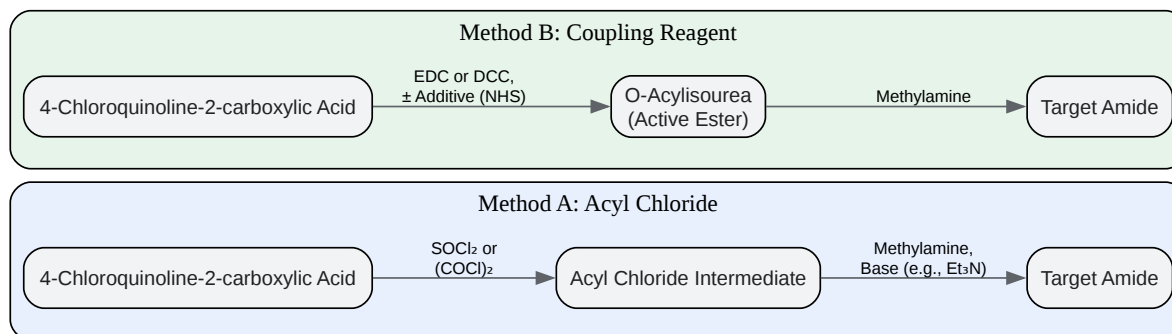 Method B: Coupling Reagent
4-Chloroquinoline-2-carboxylic Acid
EDC or DCC,
± Additive (NHS)
O-Acylisourea
(Active Ester)
Methylamine
Target Amide
Method A: Acyl Chloride
4-Chloroquinoline-2-carboxylic Acid
SOCl₂ or
(COCl)₂
Acyl Chloride Intermediate
Methylamine,
Base (e.g., Et₃N)
Target Amide